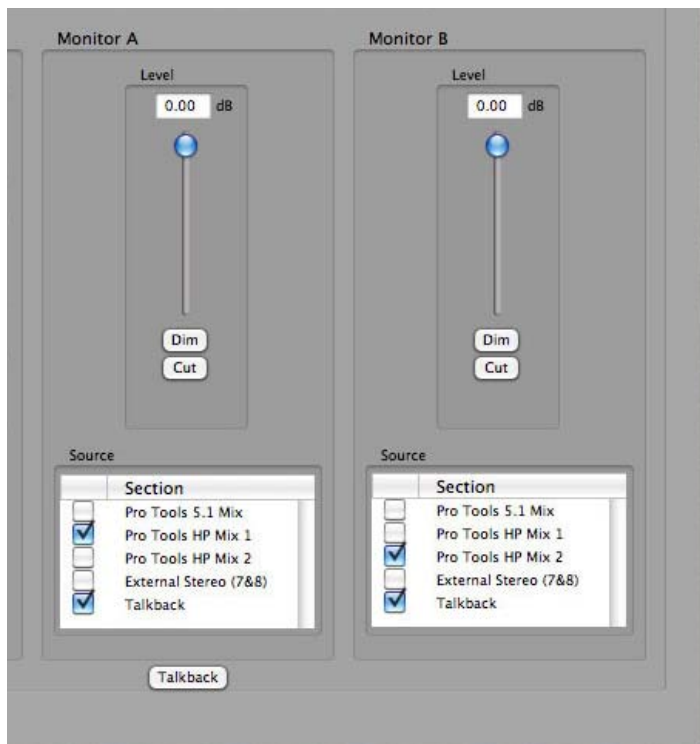 Monitor A
Level
0.00 dB
Dim
Cut
Source
Section
Pro Tools 5.1 Mix
Pro Tools HP Mix 1
Pro Tools HP Mix 2
External Stereo (7&8)
Talkback
Talkback
Monitor B
Level
0.00 dB
Dim
Cut
Source
Section
Pro Tools 5.1 Mix
Pro Tools HP Mix 1
Pro Tools HP Mix 2
External Stereo (7&8)
Talkback